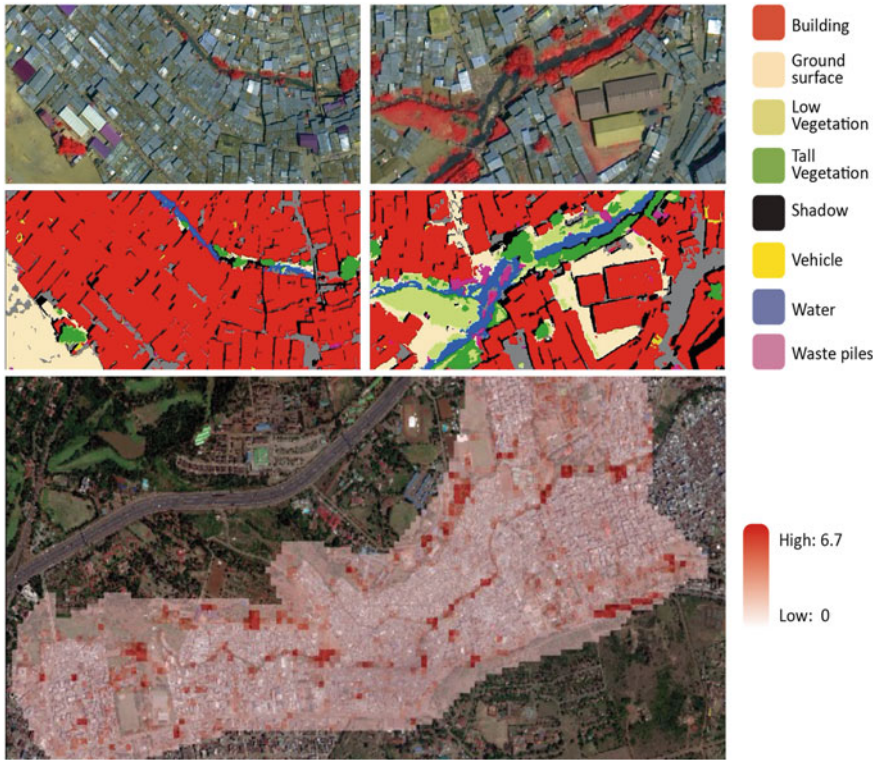 Building
Ground
surface
Low
Vegetation
Tall
Vegetation
Shadow
Vehicle
Water
Waste piles
High: 6.7
Low: 0